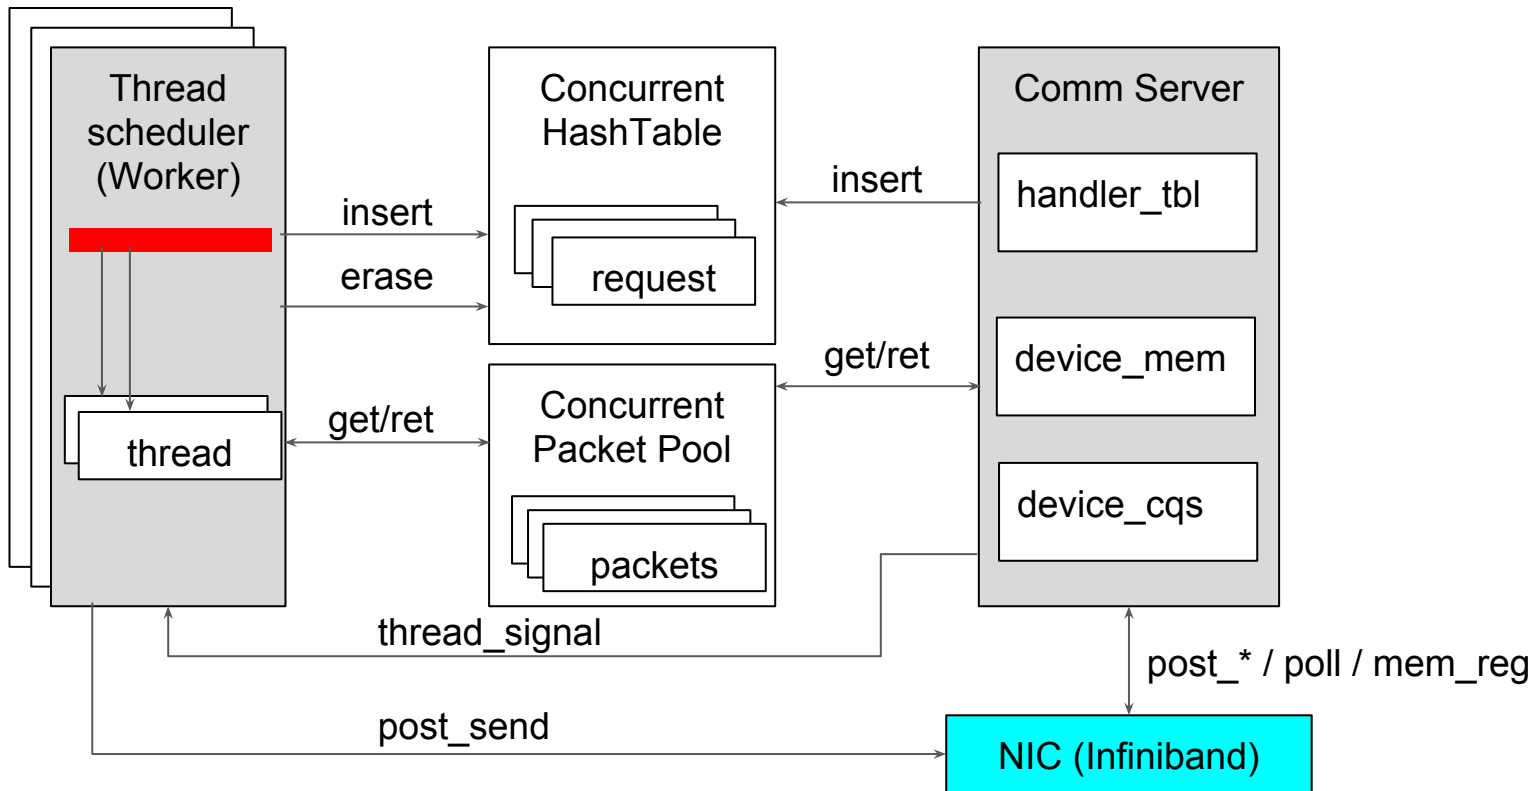 Thread
scheduler
(Worker)
thread
insert
erase
get/ret
Concurrent
HashTable
request
Concurrent
Packet Pool
packets
insert
get/ret
Comm Server
handler_tbl
device_mem
device_cqs
thread_signal
post_send
post_* / poll / mem_reg
NIC (Infiniband)